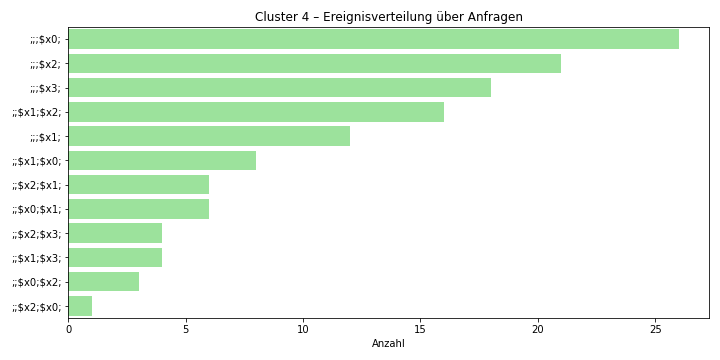 Cluster 4 – Ereignisverteilung über Anfragen
;;;$x0;
;;;$x2;
;;;$x3;
;;$x1;$x2;
;;;$x1;
;;$x1;$x0;
;;$x2;$x1;
;;$x0;$x1;
;;$x2;$x3;
;;$x1;$x3;
;;$x0;$x2;
;;$x2;$x0;
0 5 10 15 20 25
Anzahl